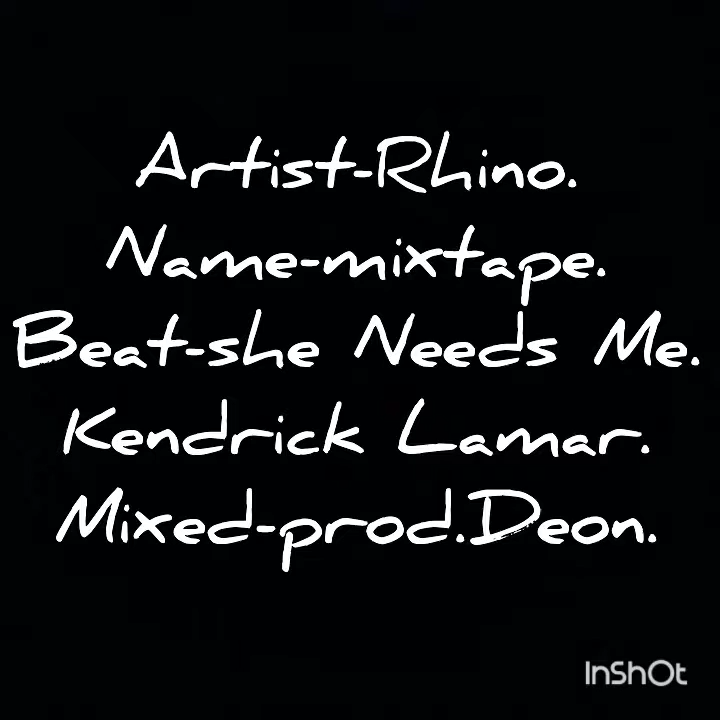 Artist-Rhino.
Name-mixtape.
Beat-she Needs Me.
Kendrick Lamar.
Mixed-prod.Deon.
InShOt